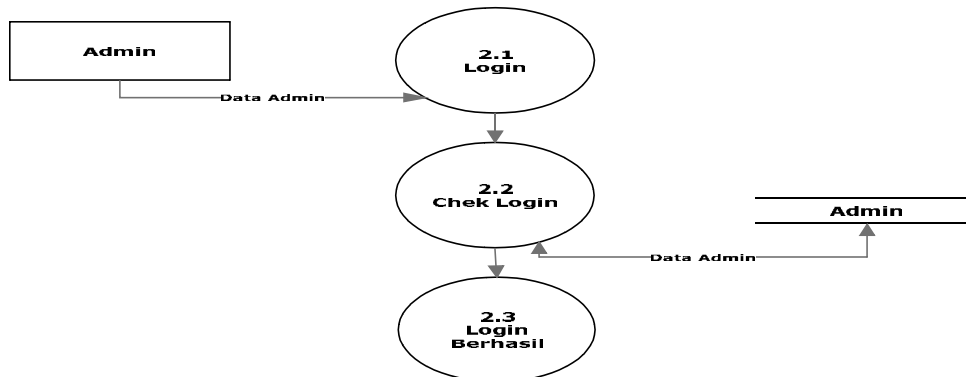 Admin
2.1
Login
Data Admin
2.2
Chek Login
Admin
Data Admin
2.3
Login
Berhasil